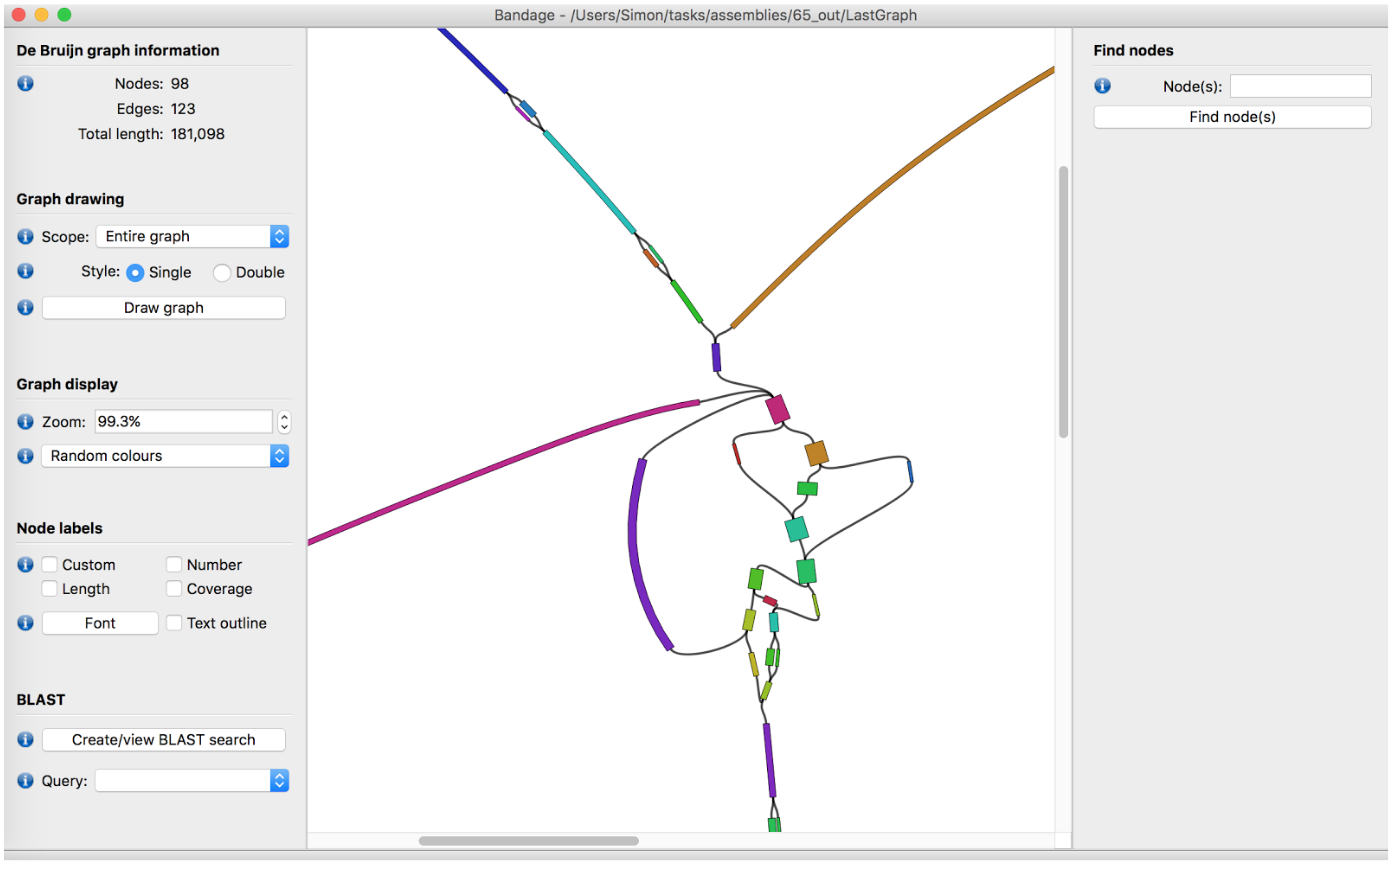 Bandage - /Users/Simon/tasks/assemblies/65_out/LastGraph
De Bruijn graph information
Nodes: 98
Edges: 123
Total length: 181,098
Graph drawing
Scope: Entire graph
Style: Single Double
Draw graph
Graph display
Zoom: 99.3%
Random colours
Node labels
Custom Number
Length Coverage
Font Text outline
BLAST
Create/view BLAST search
Query:
Find nodes
Node(s):
Find node(s)